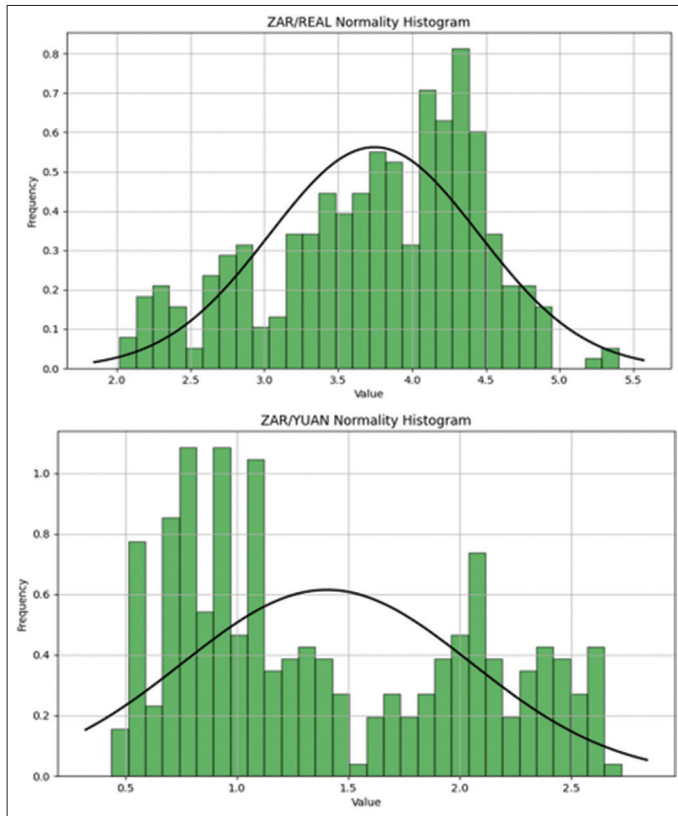 ZAR/REAL Normality Histogram
Frequency
0.8
0.7
0.6
0.5
0.4
0.3
0.2
0.1
0.0
2.0 2.5 3.0 3.5 4.0 4.5 5.0 5.5
Value
ZAR/YUAN Normality Histogram
Frequency
1.0
0.8
0.6
0.4
0.2
0.0
0.5 1.0 1.5 2.0 2.5
Value